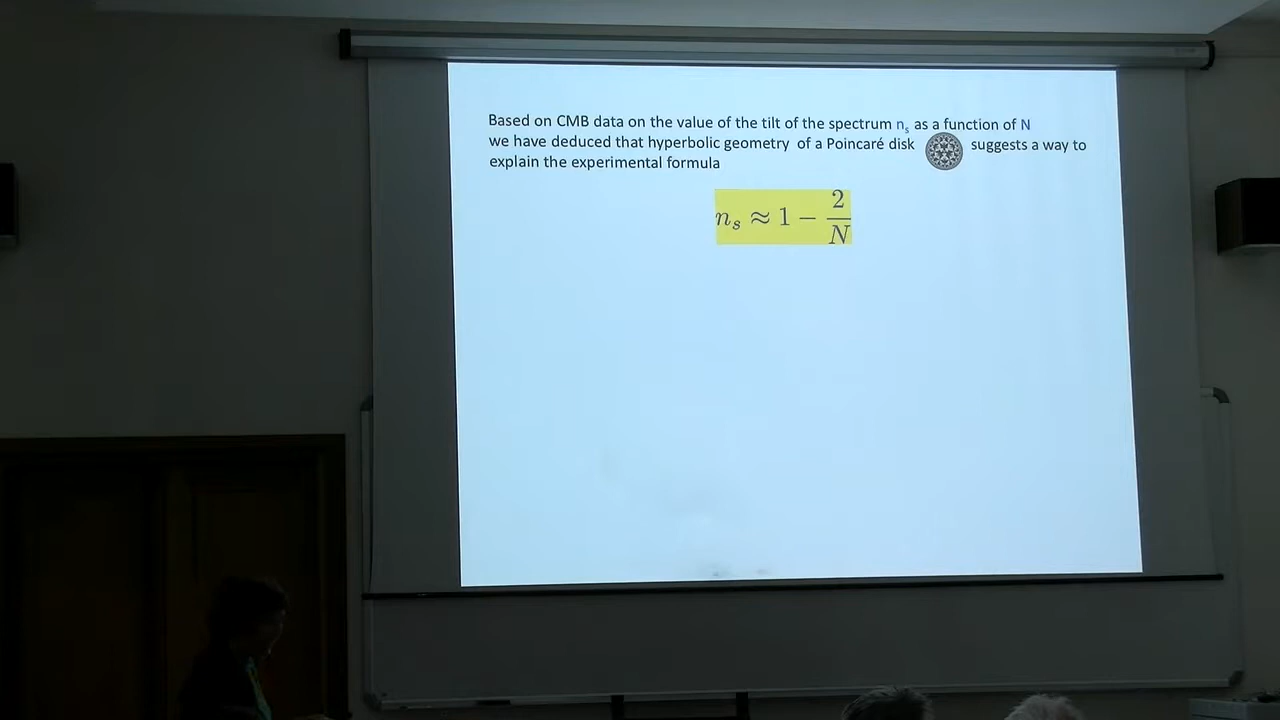 Based on CMB data on the value of the tilt of the spectrum nₛ as a function of N
we have deduced that hyperbolic geometry of a Poincaré disk suggests a way to
explain the experimental formula
nₛ ≈ 1 − 2/N